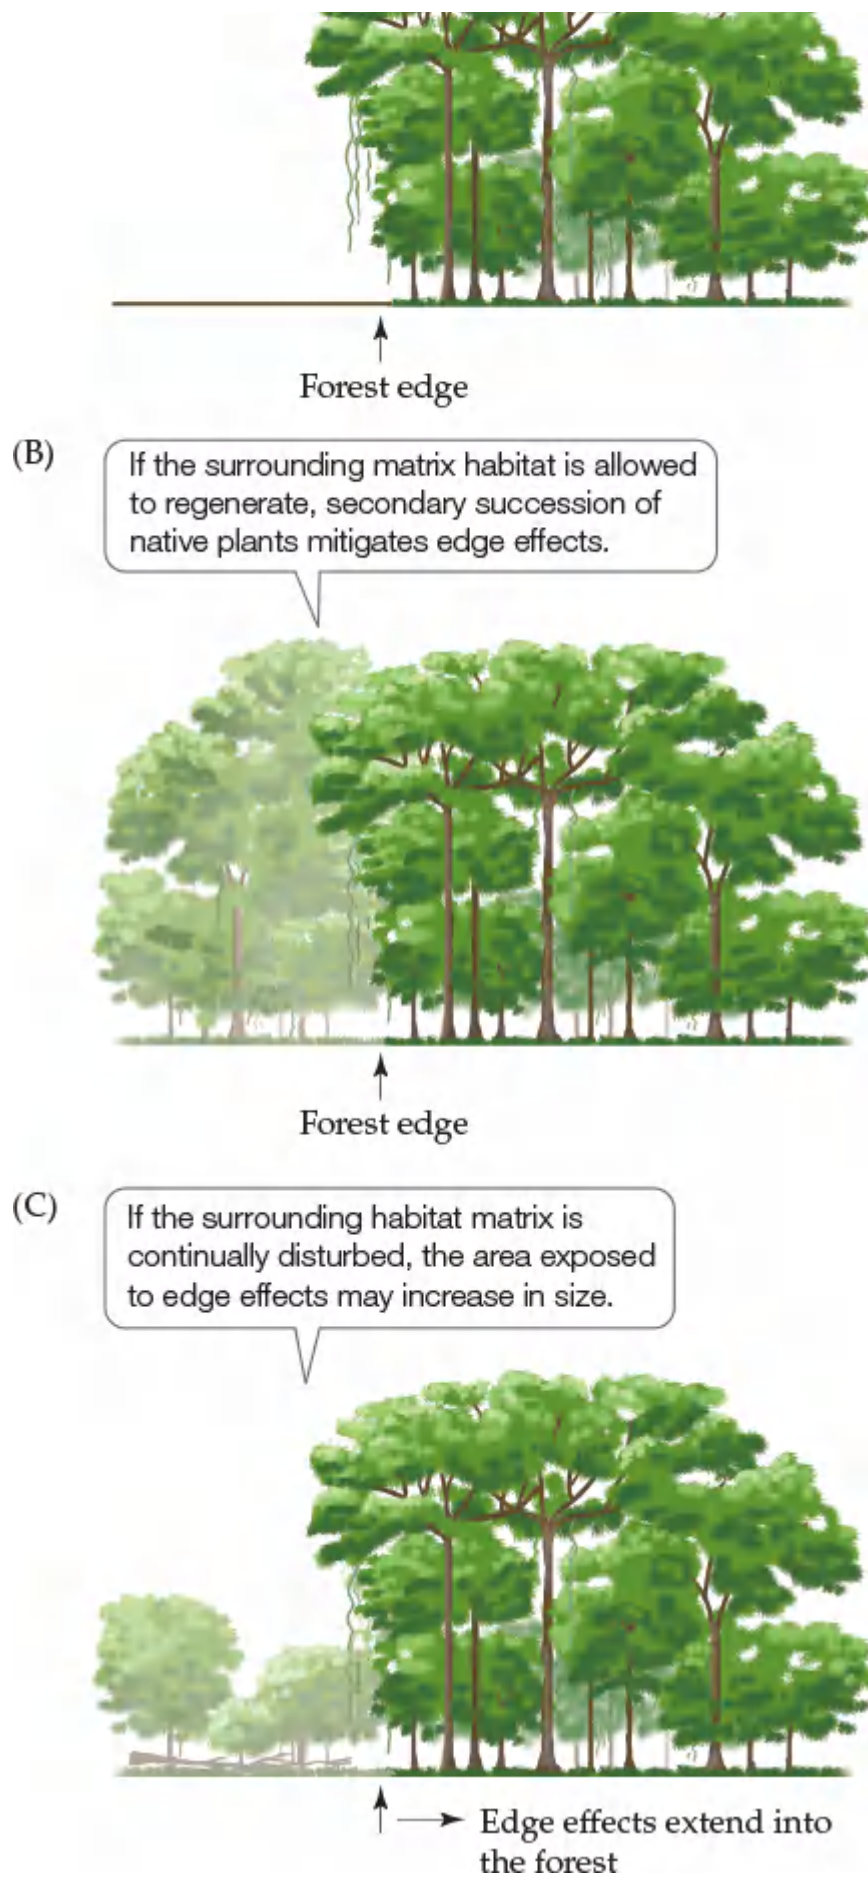 Forest edge
(B)
If the surrounding matrix habitat is allowed
to regenerate, secondary succession of
native plants mitigates edge effects.
Forest edge
(C)
If the surrounding habitat matrix is
continually disturbed, the area exposed
to edge effects may increase in size.
Edge effects extend into
the forest